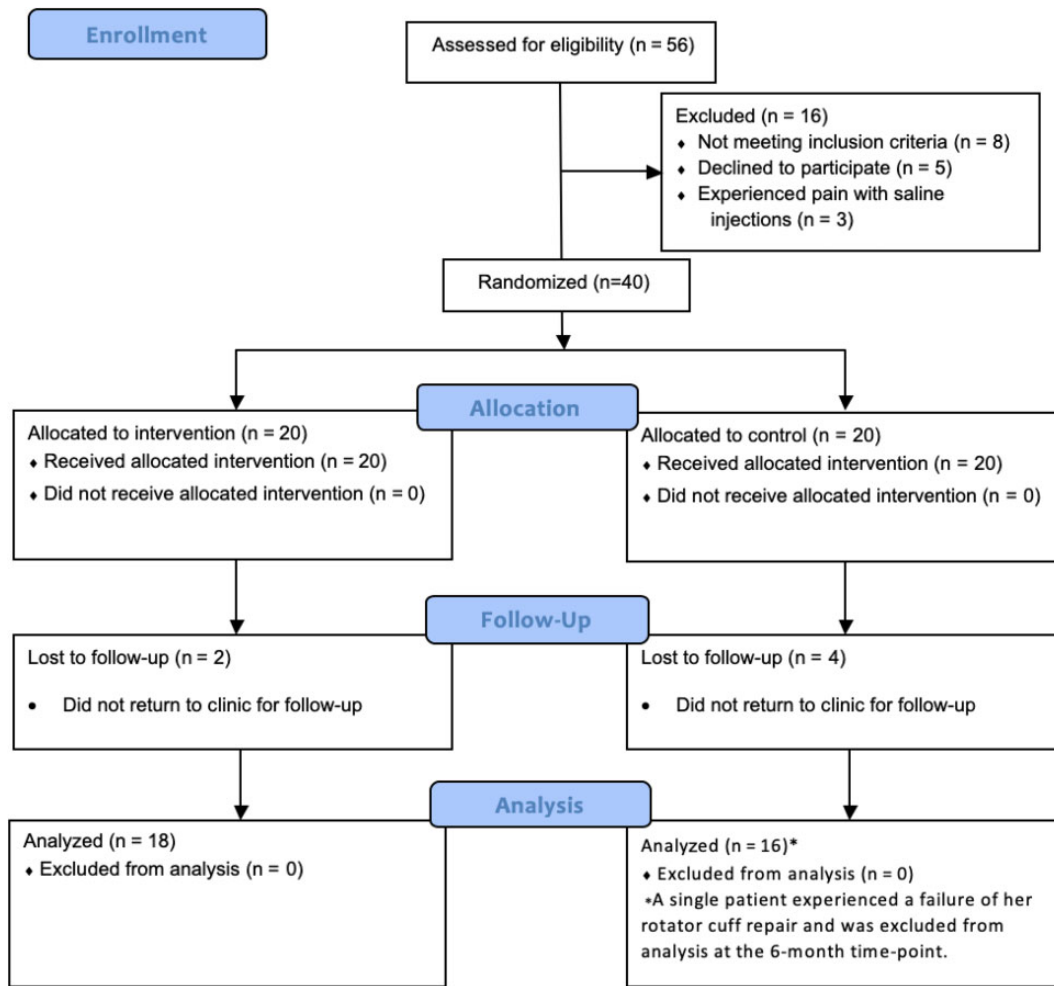 Enrollment
Assessed for eligibility (n = 56)
Excluded (n = 16)
⬧ Not meeting inclusion criteria (n = 8)
⬧ Declined to participate (n = 5)
⬧ Experienced pain with saline
injections (n = 3)
Randomized (n=40)
Allocation
Allocated to intervention (n = 20)
⬧ Received allocated intervention (n = 20)
⬧ Did not receive allocated intervention (n = 0)
Allocated to control (n = 20)
⬧ Received allocated intervention (n = 20)
⬧ Did not receive allocated intervention (n = 0)
Follow-Up
Lost to follow-up (n = 2)
• Did not return to clinic for follow-up
Lost to follow-up (n = 4)
• Did not return to clinic for follow-up
Analysis
Analyzed (n = 18)
⬧ Excluded from analysis (n = 0)
Analyzed (n = 16)*
⬧ Excluded from analysis (n = 0)
*A single patient experienced a failure of her
rotator cuff repair and was excluded from
analysis at the 6-month time-point.